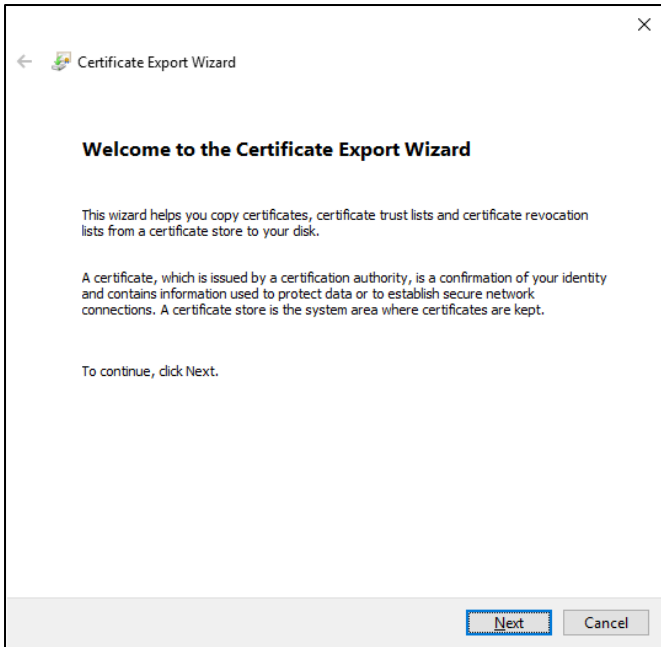 Certificate Export Wizard
Welcome to the Certificate Export Wizard
This wizard helps you copy certificates, certificate trust lists and certificate revocation
lists from a certificate store to your disk.
A certificate, which is issued by a certification authority, is a confirmation of your identity
and contains information used to protect data or to establish secure network
connections. A certificate store is the system area where certificates are kept.
To continue, click Next.
Next Cancel